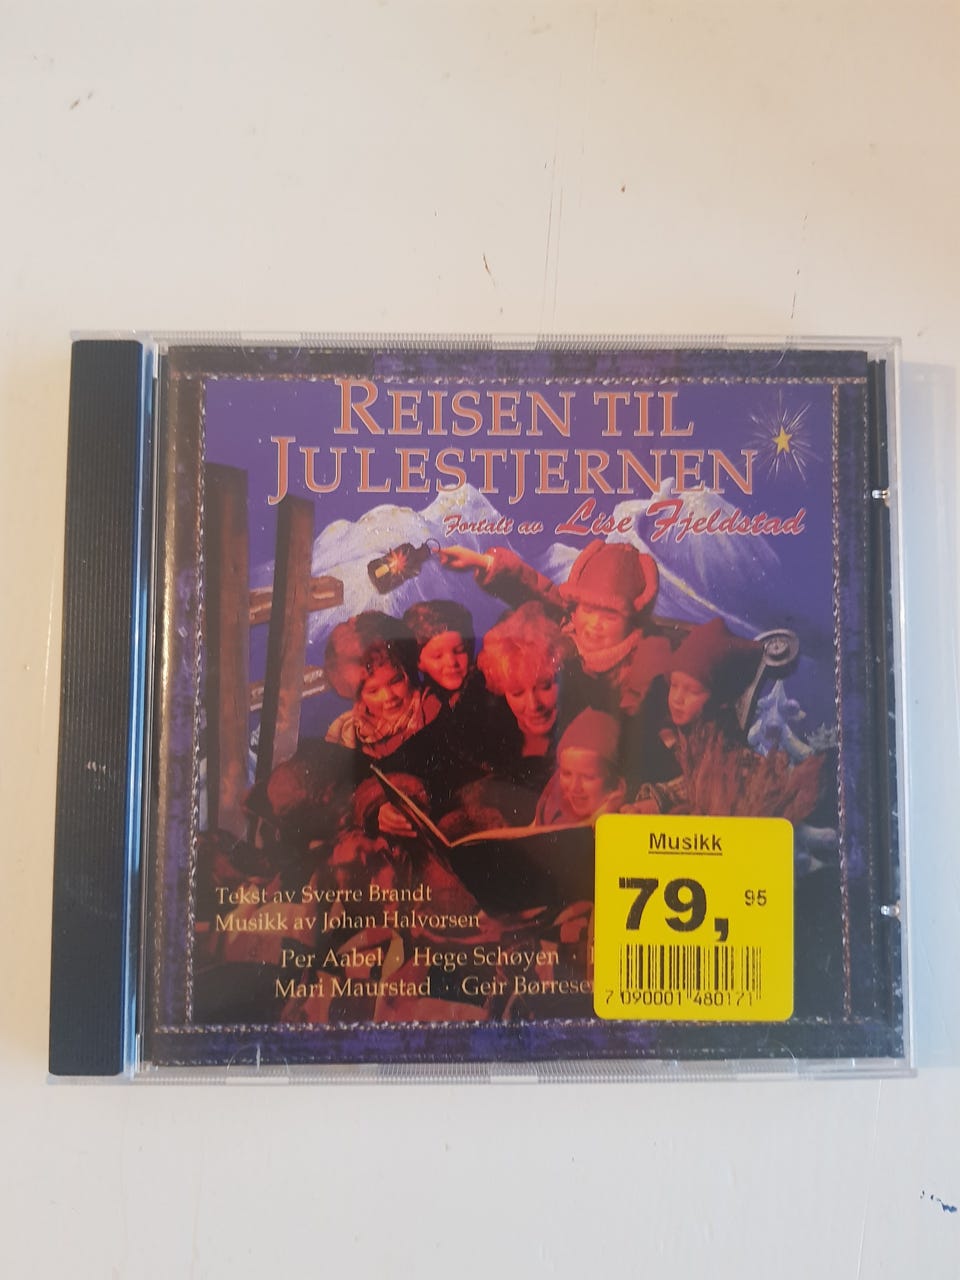 REISEN TIL
JULESTJERNEN
Fortalt av Lise Fjeldstad
Musikk
79, 95
Tekst av Sverre Brandt
Musikk av Johan Halvorsen
Per Aabel · Hege Schøyen ·
Mari Maurstad · Geir Børresen
7 090001 480171